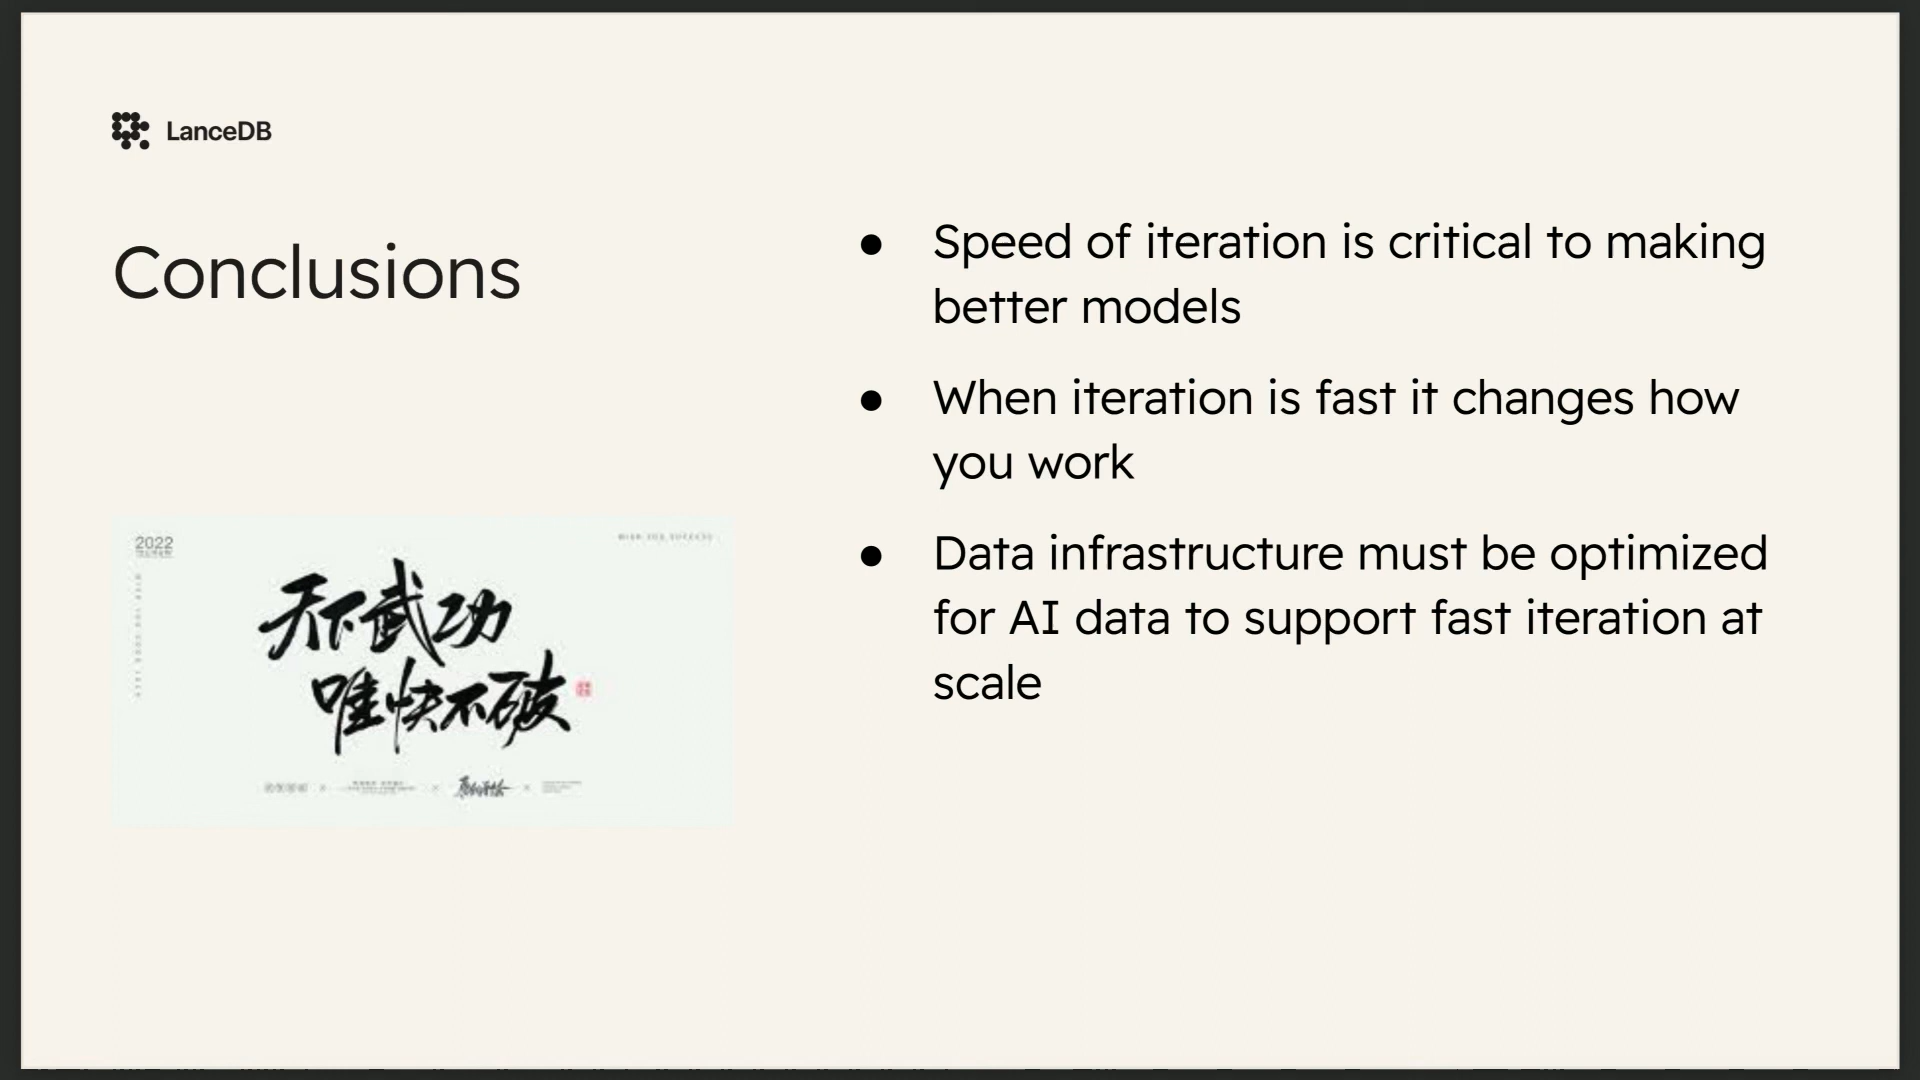 LanceDB
Conclusions
● Speed of iteration is critical to making
better models
● When iteration is fast it changes how
you work
● Data infrastructure must be optimized
for AI data to support fast iteration at
scale
2022
天下武功
唯快不破